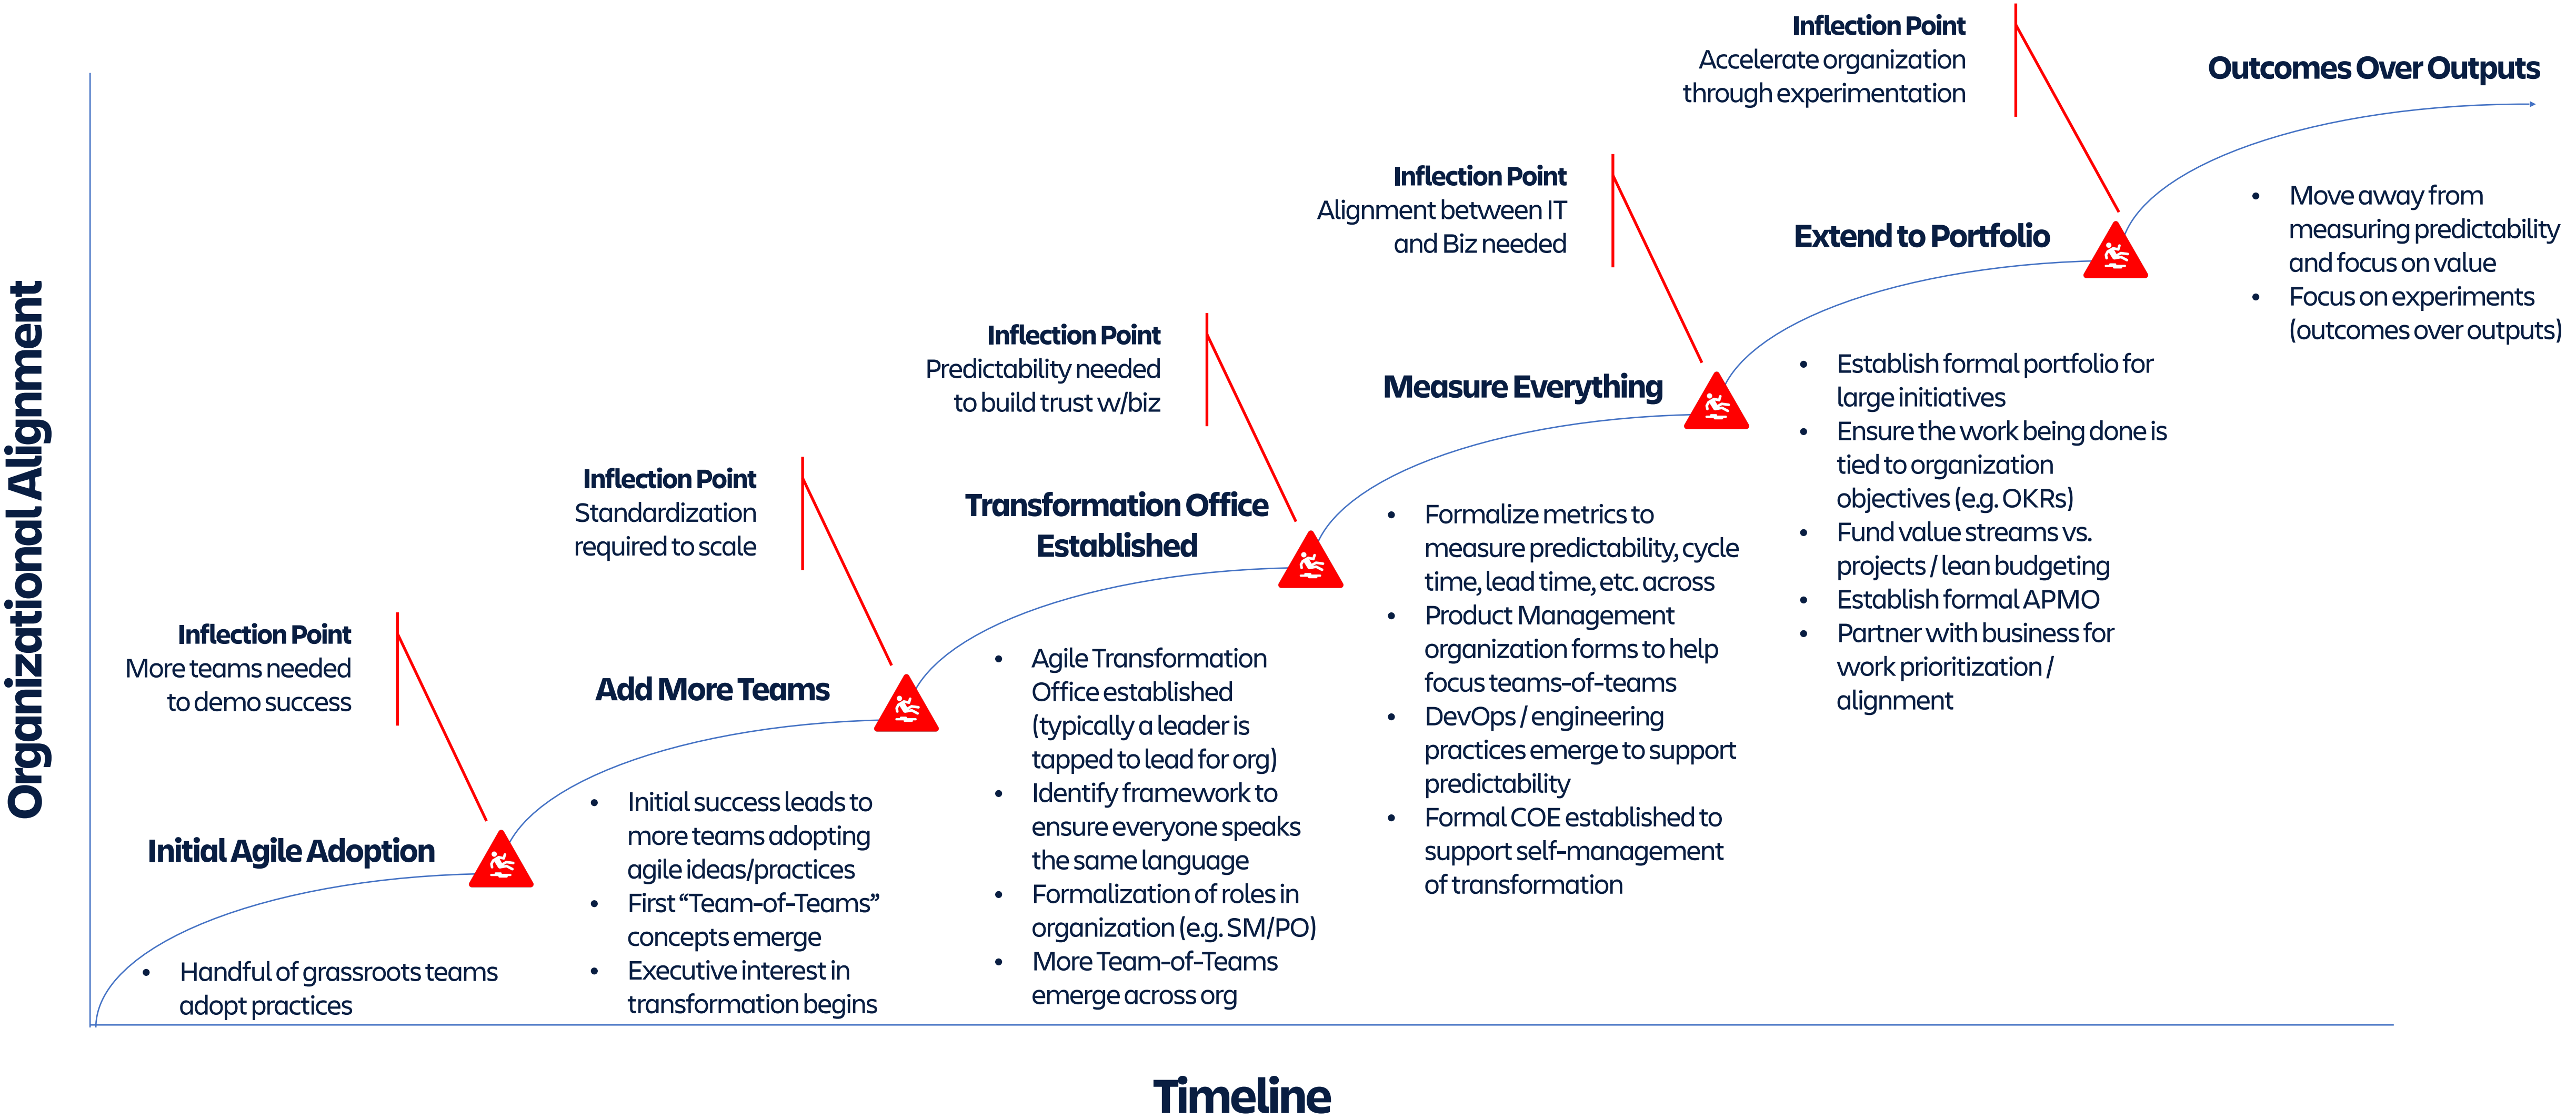 Organizational Alignment
Inflection Point
More teams needed
to demo success
Initial Agile Adoption
• Handful of grassroots teams
adopt practices
Inflection Point
Standardization
required to scale
Add More Teams
• Initial success leads to
more teams adopting
agile ideas/practices
• First “Team-of-Teams”
concepts emerge
• Executive interest in
transformation begins
Inflection Point
Predictability needed
to build trust w/biz
Transformation Office
Established
• Agile Transformation
Office established
(typically a leader is
tapped to lead for org)
• Identify framework to
ensure everyone speaks
the same language
• Formalization of roles in
organization (e.g. SM/PO)
• More Team-of-Teams
emerge across org
Inflection Point
Alignment between IT
and Biz needed
Measure Everything
• Formalize metrics to
measure predictability, cycle
time, lead time, etc. across
• Product Management
organization forms to help
focus teams-of-teams
• DevOps / engineering
practices emerge to support
predictability
• Formal COE established to
support self-management
of transformation
Inflection Point
Accelerate organization
through experimentation
Extend to Portfolio
• Establish formal portfolio for
large initiatives
• Ensure the work being done is
tied to organization
objectives (e.g. OKRs)
• Fund value streams vs.
projects / lean budgeting
• Establish formal APMO
• Partner with business for
work prioritization /
alignment
Outcomes Over Outputs
• Move away from
measuring predictability
and focus on value
• Focus on experiments
(outcomes over outputs)
Timeline